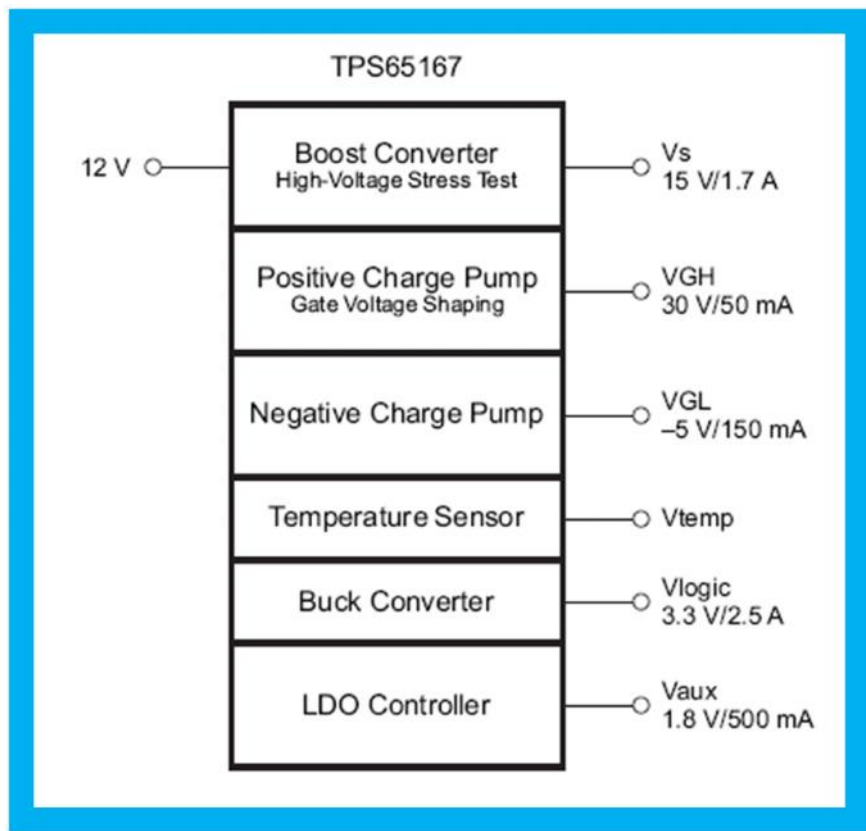 TPS65167
12 V
Boost Converter
High-Voltage Stress Test
Vs
15 V/1.7 A
Positive Charge Pump
Gate Voltage Shaping
VGH
30 V/50 mA
Negative Charge Pump
VGL
–5 V/150 mA
Temperature Sensor
Vtemp
Buck Converter
Vlogic
3.3 V/2.5 A
LDO Controller
Vaux
1.8 V/500 mA